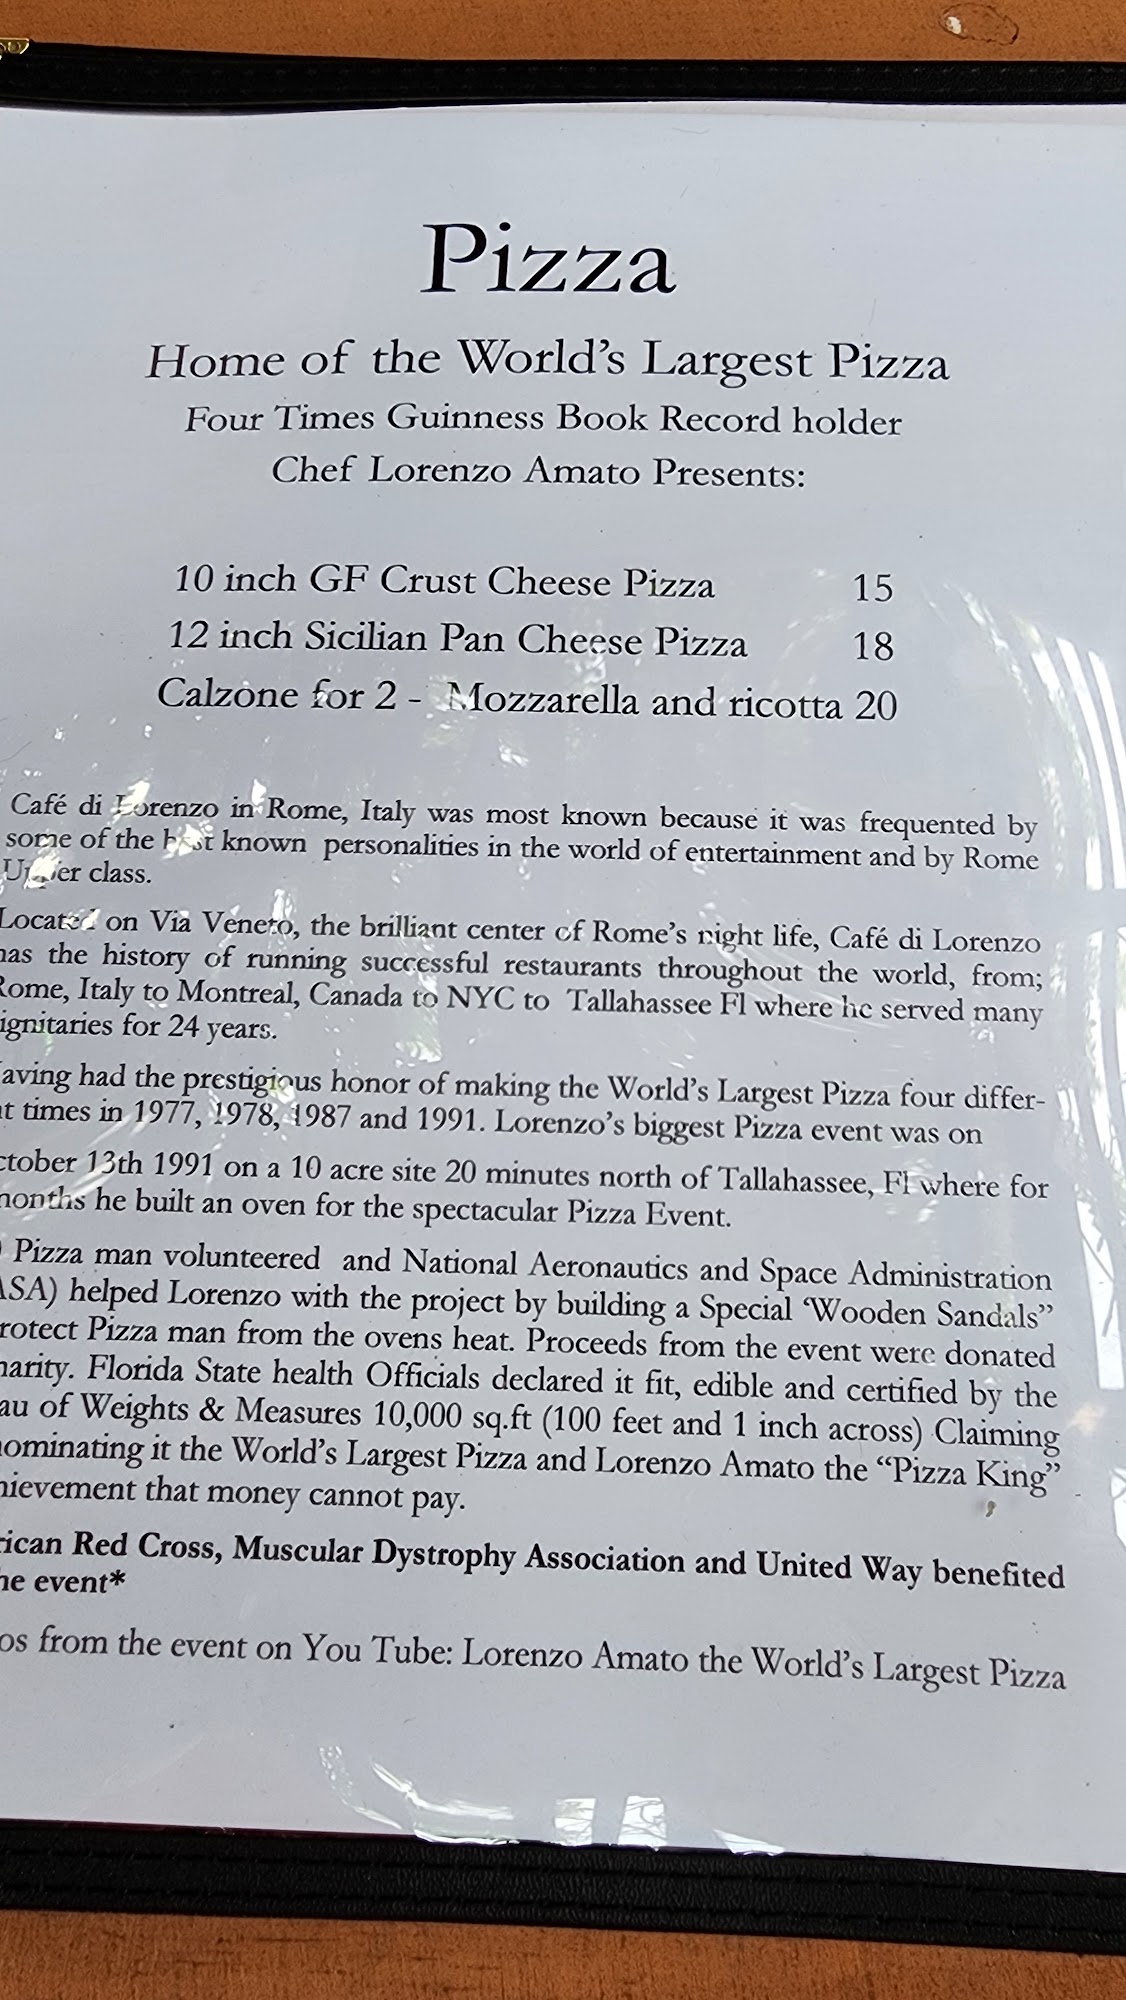 Pizza
Home of the World's Largest Pizza
Four Times Guinness Book Record holder
Chef Lorenzo Amato Presents:
10 inch GF Crust Cheese Pizza 15
12 inch Sicilian Pan Cheese Pizza 18
Calzone for 2 - Mozzarella and ricotta 20
Café di Lorenzo in Rome, Italy was most known because it was frequented by
some of the best known personalities in the world of entertainment and by Rome
Upper class.
Located on Via Veneto, the brilliant center of Rome's night life, Café di Lorenzo
has the history of running successful restaurants throughout the world, from;
Rome, Italy to Montreal, Canada to NYC to Tallahassee Fl where he served many
ignitaries for 24 years.
aving had the prestigious honor of making the World's Largest Pizza four differ-
t times in 1977, 1978, 1987 and 1991. Lorenzo's biggest Pizza event was on
ctober 13th 1991 on a 10 acre site 20 minutes north of Tallahassee, Fl where for
months he built an oven for the spectacular Pizza Event.
Pizza man volunteered and National Aeronautics and Space Administration
ASA) helped Lorenzo with the project by building a Special 'Wooden Sandals"
rotect Pizza man from the ovens heat. Proceeds from the event were donated
harity. Florida State health Officials declared it fit, edible and certified by the
au of Weights & Measures 10,000 sq.ft (100 feet and 1 inch across) Claiming
nominating it the World's Largest Pizza and Lorenzo Amato the "Pizza King"
hievement that money cannot pay.
rican Red Cross, Muscular Dystrophy Association and United Way benefited
he event*
os from the event on You Tube: Lorenzo Amato the World's Largest Pizza